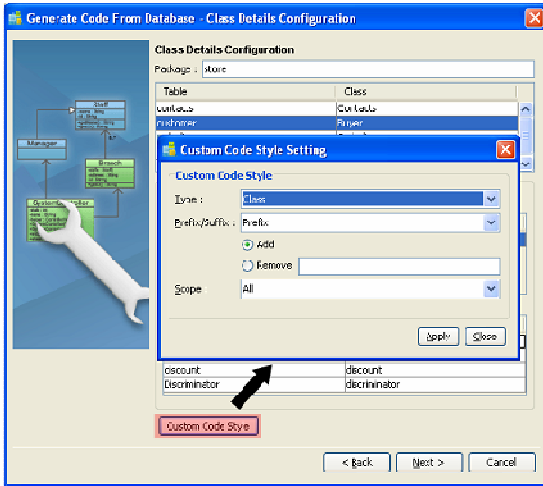 Generate Code From Database - Class Details Configuration
Class Details Configuration
Package : store
Table Class
contacts Contacts
customer Buyer
Custom Code Style Setting
Custom Code Style
Type : Class
Prefix/Suffix : Prefix
Add
Remove
Scope All
Apply Close
discount discount
Discriminator discriminator
Custom Code Style
< Back Next > Cancel
Staff
Manager
Branch
SystemController